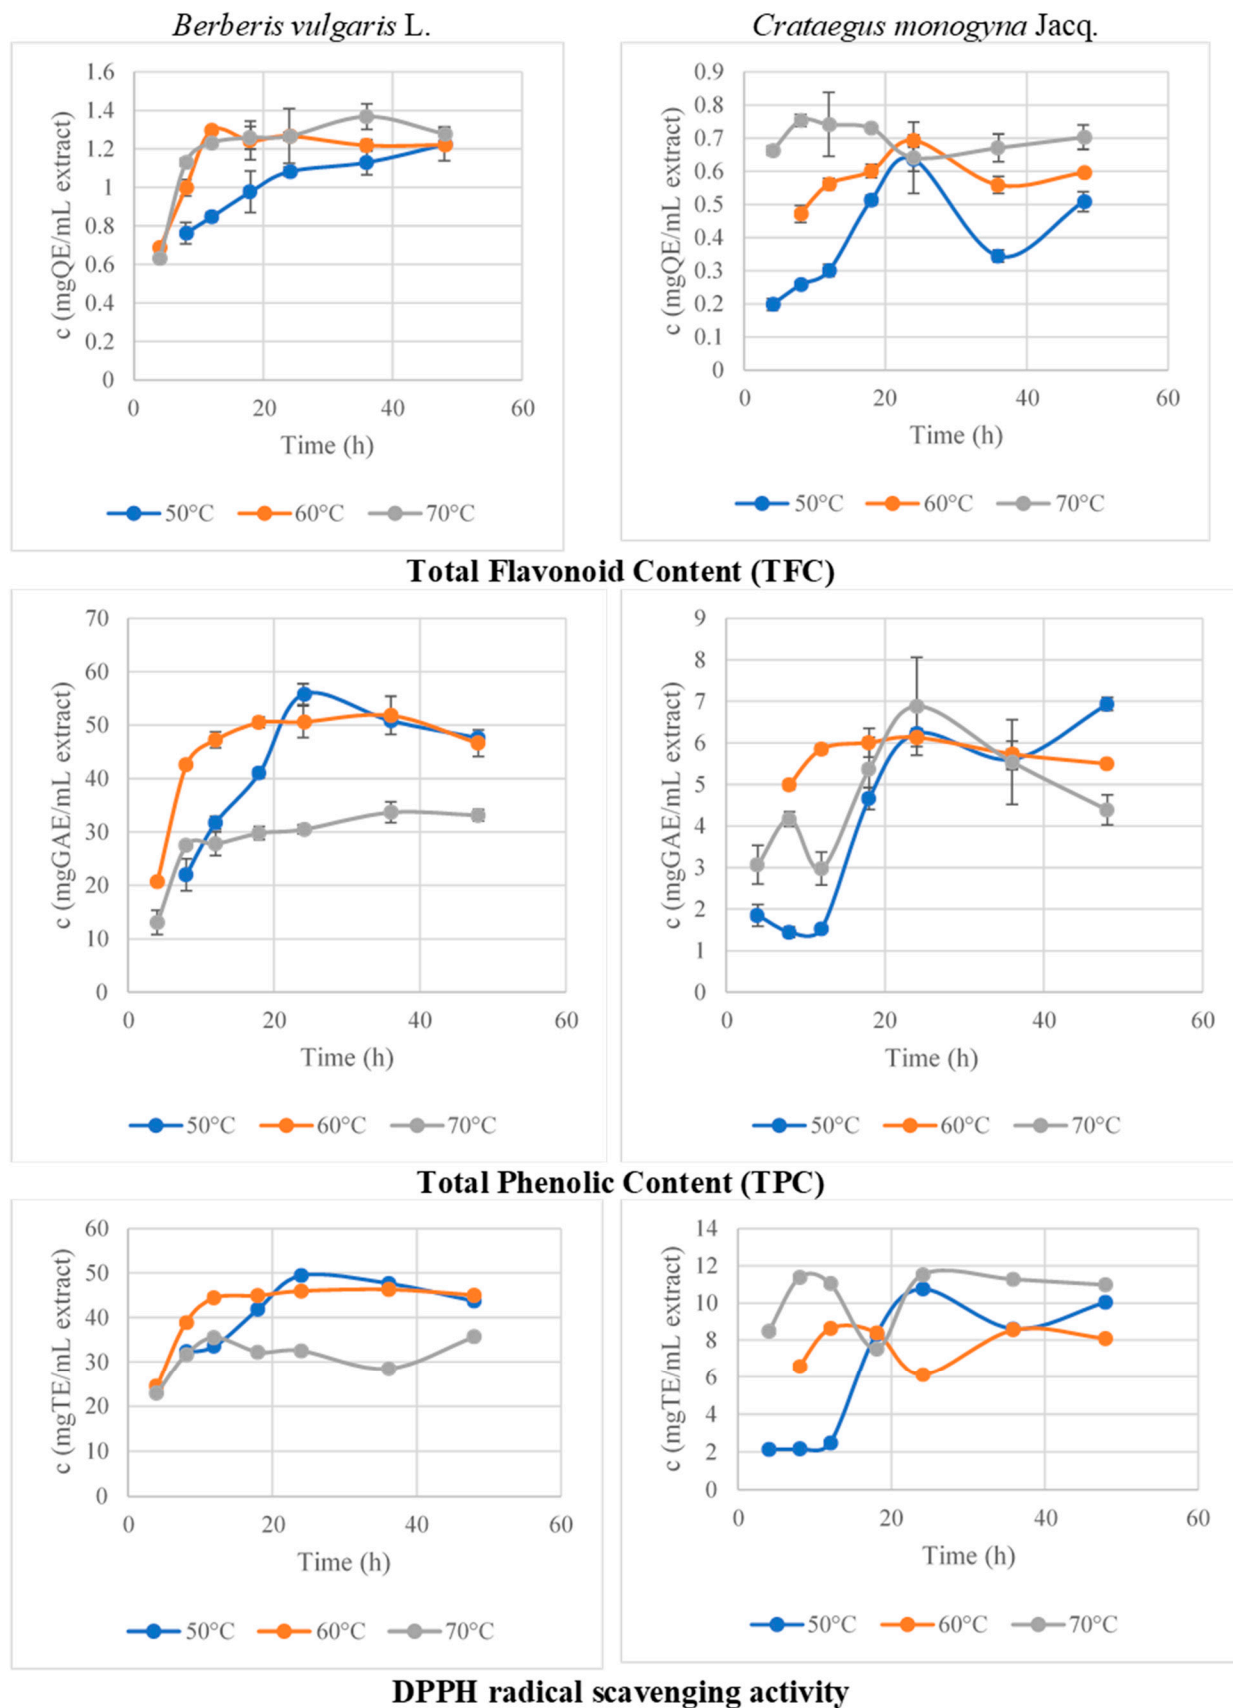 Berberis vulgaris L.
Crataegus monogyna Jacq.
c (mgQE/mL extract)
1.6
1.4
1.2
1
0.8
0.6
0.4
0.2
0
0 20 40 60
Time (h)
50°C 60°C 70°C
c (mgQE/mL extract)
0.9
0.8
0.7
0.6
0.5
0.4
0.3
0.2
0.1
0
0 20 40 60
Time (h)
50°C 60°C 70°C
Total Flavonoid Content (TFC)
c (mgGAE/mL extract)
70
60
50
40
30
20
10
0
0 20 40 60
Time (h)
50°C 60°C 70°C
c (mgGAE/mL extract)
9
8
7
6
5
4
3
2
1
0
0 20 40 60
Time (h)
50°C 60°C 70°C
Total Phenolic Content (TPC)
c (mgTE/mL extract)
60
50
40
30
20
10
0
0 20 40 60
Time (h)
50°C 60°C 70°C
c (mgTE/mL extract)
14
12
10
8
6
4
2
0
0 20 40 60
Time (h)
50°C 60°C 70°C
DPPH radical scavenging activity